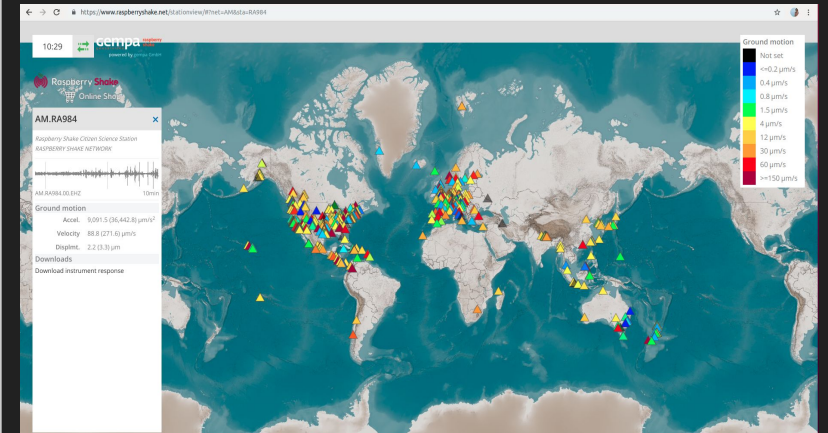 https://www.raspberryshake.net/stationview/#?net=AM&sta=RA984
10:29
gempa
raspberry
shake
powered by gempa GmbH
Raspberry Shake
Online Shop
AM.RA984
×
Raspberry Shake Citizen Science Station
RASPBERRY SHAKE NETWORK
AM.RA984.00.EHZ 10min
Ground motion
Accel. 9,091.5 (36,442.8) µm/s²
Velocity 88.8 (271.6) µm/s
Displmt. 2.2 (3.3) µm
Downloads
Download instrument response
Ground motion
Not set
<=0.2 µm/s
0.4 µm/s
0.8 µm/s
1.5 µm/s
4 µm/s
12 µm/s
30 µm/s
60 µm/s
>=150 µm/s